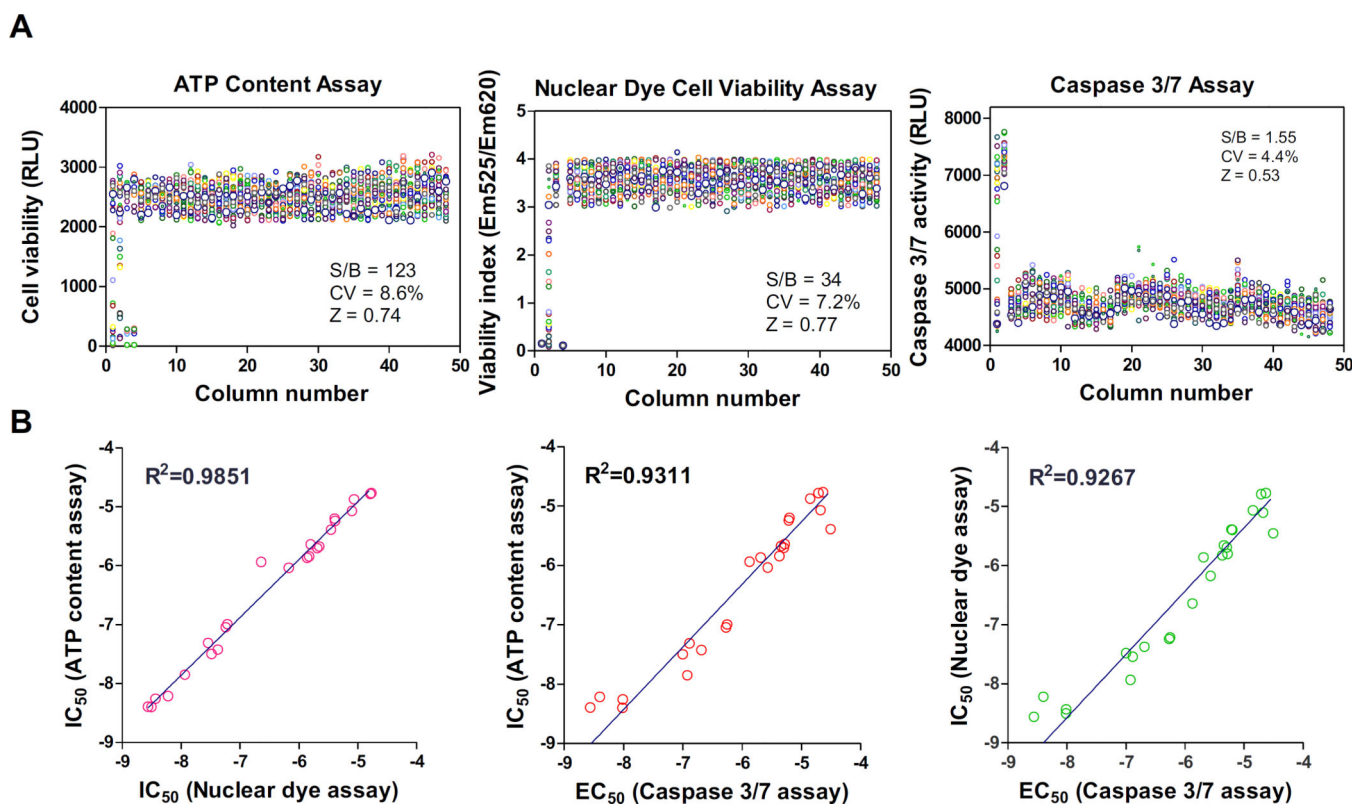 A
ATP Content Assay
Cell viability (RLU)
4000
3000
2000
1000
0
S/B = 123
CV = 8.6%
Z = 0.74
0 10 20 30 40 50
Column number
Nuclear Dye Cell Viability Assay
Viability index (Em525/Em620)
5
4
3
2
1
0
S/B = 34
CV = 7.2%
Z = 0.77
0 10 20 30 40 50
Column number
Caspase 3/7 Assay
Caspase 3/7 activity (RLU)
8000
7000
6000
5000
4000
S/B = 1.55
CV = 4.4%
Z = 0.53
0 10 20 30 40 50
Column number
B
IC50 (ATP content assay)
-4
-5
-6
-7
-8
-9
R²=0.9851
-9 -8 -7 -6 -5 -4
IC50 (Nuclear dye assay)
IC50 (ATP content assay)
-4
-5
-6
-7
-8
-9
R²=0.9311
-9 -8 -7 -6 -5 -4
EC50 (Caspase 3/7 assay)
IC50 (Nuclear dye assay)
-4
-5
-6
-7
-8
-9
R²=0.9267
-9 -8 -7 -6 -5 -4
EC50 (Caspase 3/7 assay)